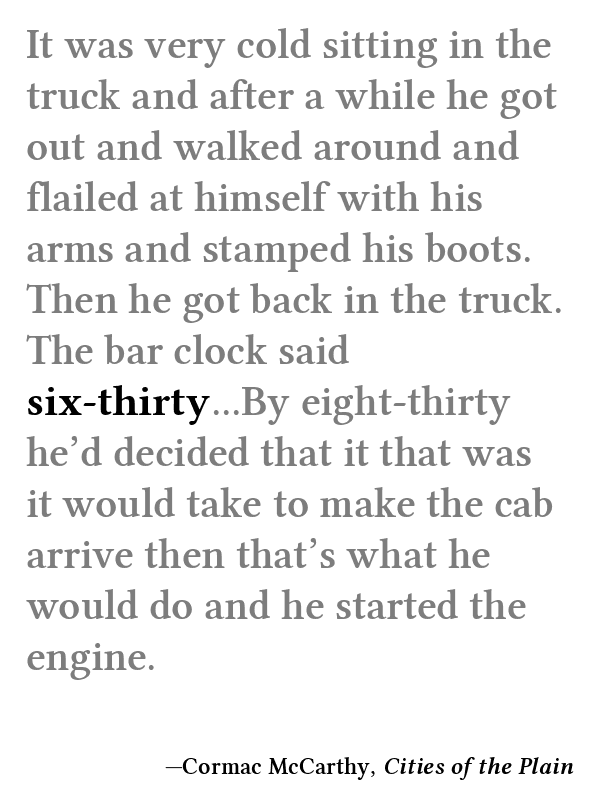 It was very cold sitting in the
truck and after a while he got
out and walked around and
flailed at himself with his
arms and stamped his boots.
Then he got back in the truck.
The bar clock said
six-thirty...By eight-thirty
he’d decided that it that was
it would take to make the cab
arrive then that’s what he
would do and he started the
engine.
—Cormac McCarthy, Cities of the Plain